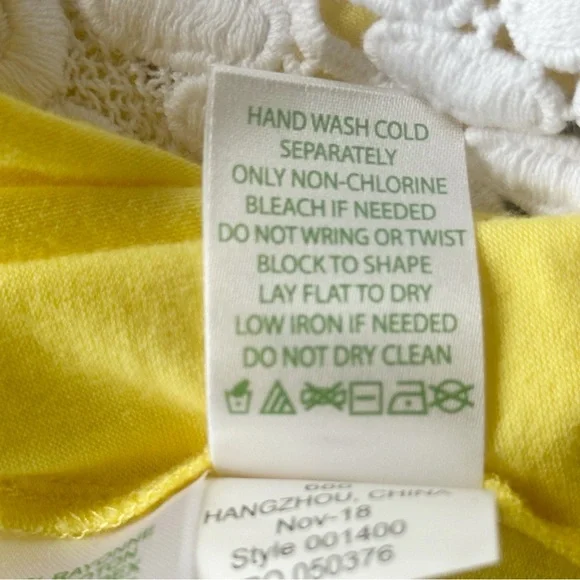 HAND WASH COLD
SEPARATELY
ONLY NON-CHLORINE
BLEACH IF NEEDED
DO NOT WRING OR TWIST
BLOCK TO SHAPE
LAY FLAT TO DRY
LOW IRON IF NEEDED
DO NOT DRY CLEAN
HANGZHOU, CHINA
Nov-18
Style 001400
050376